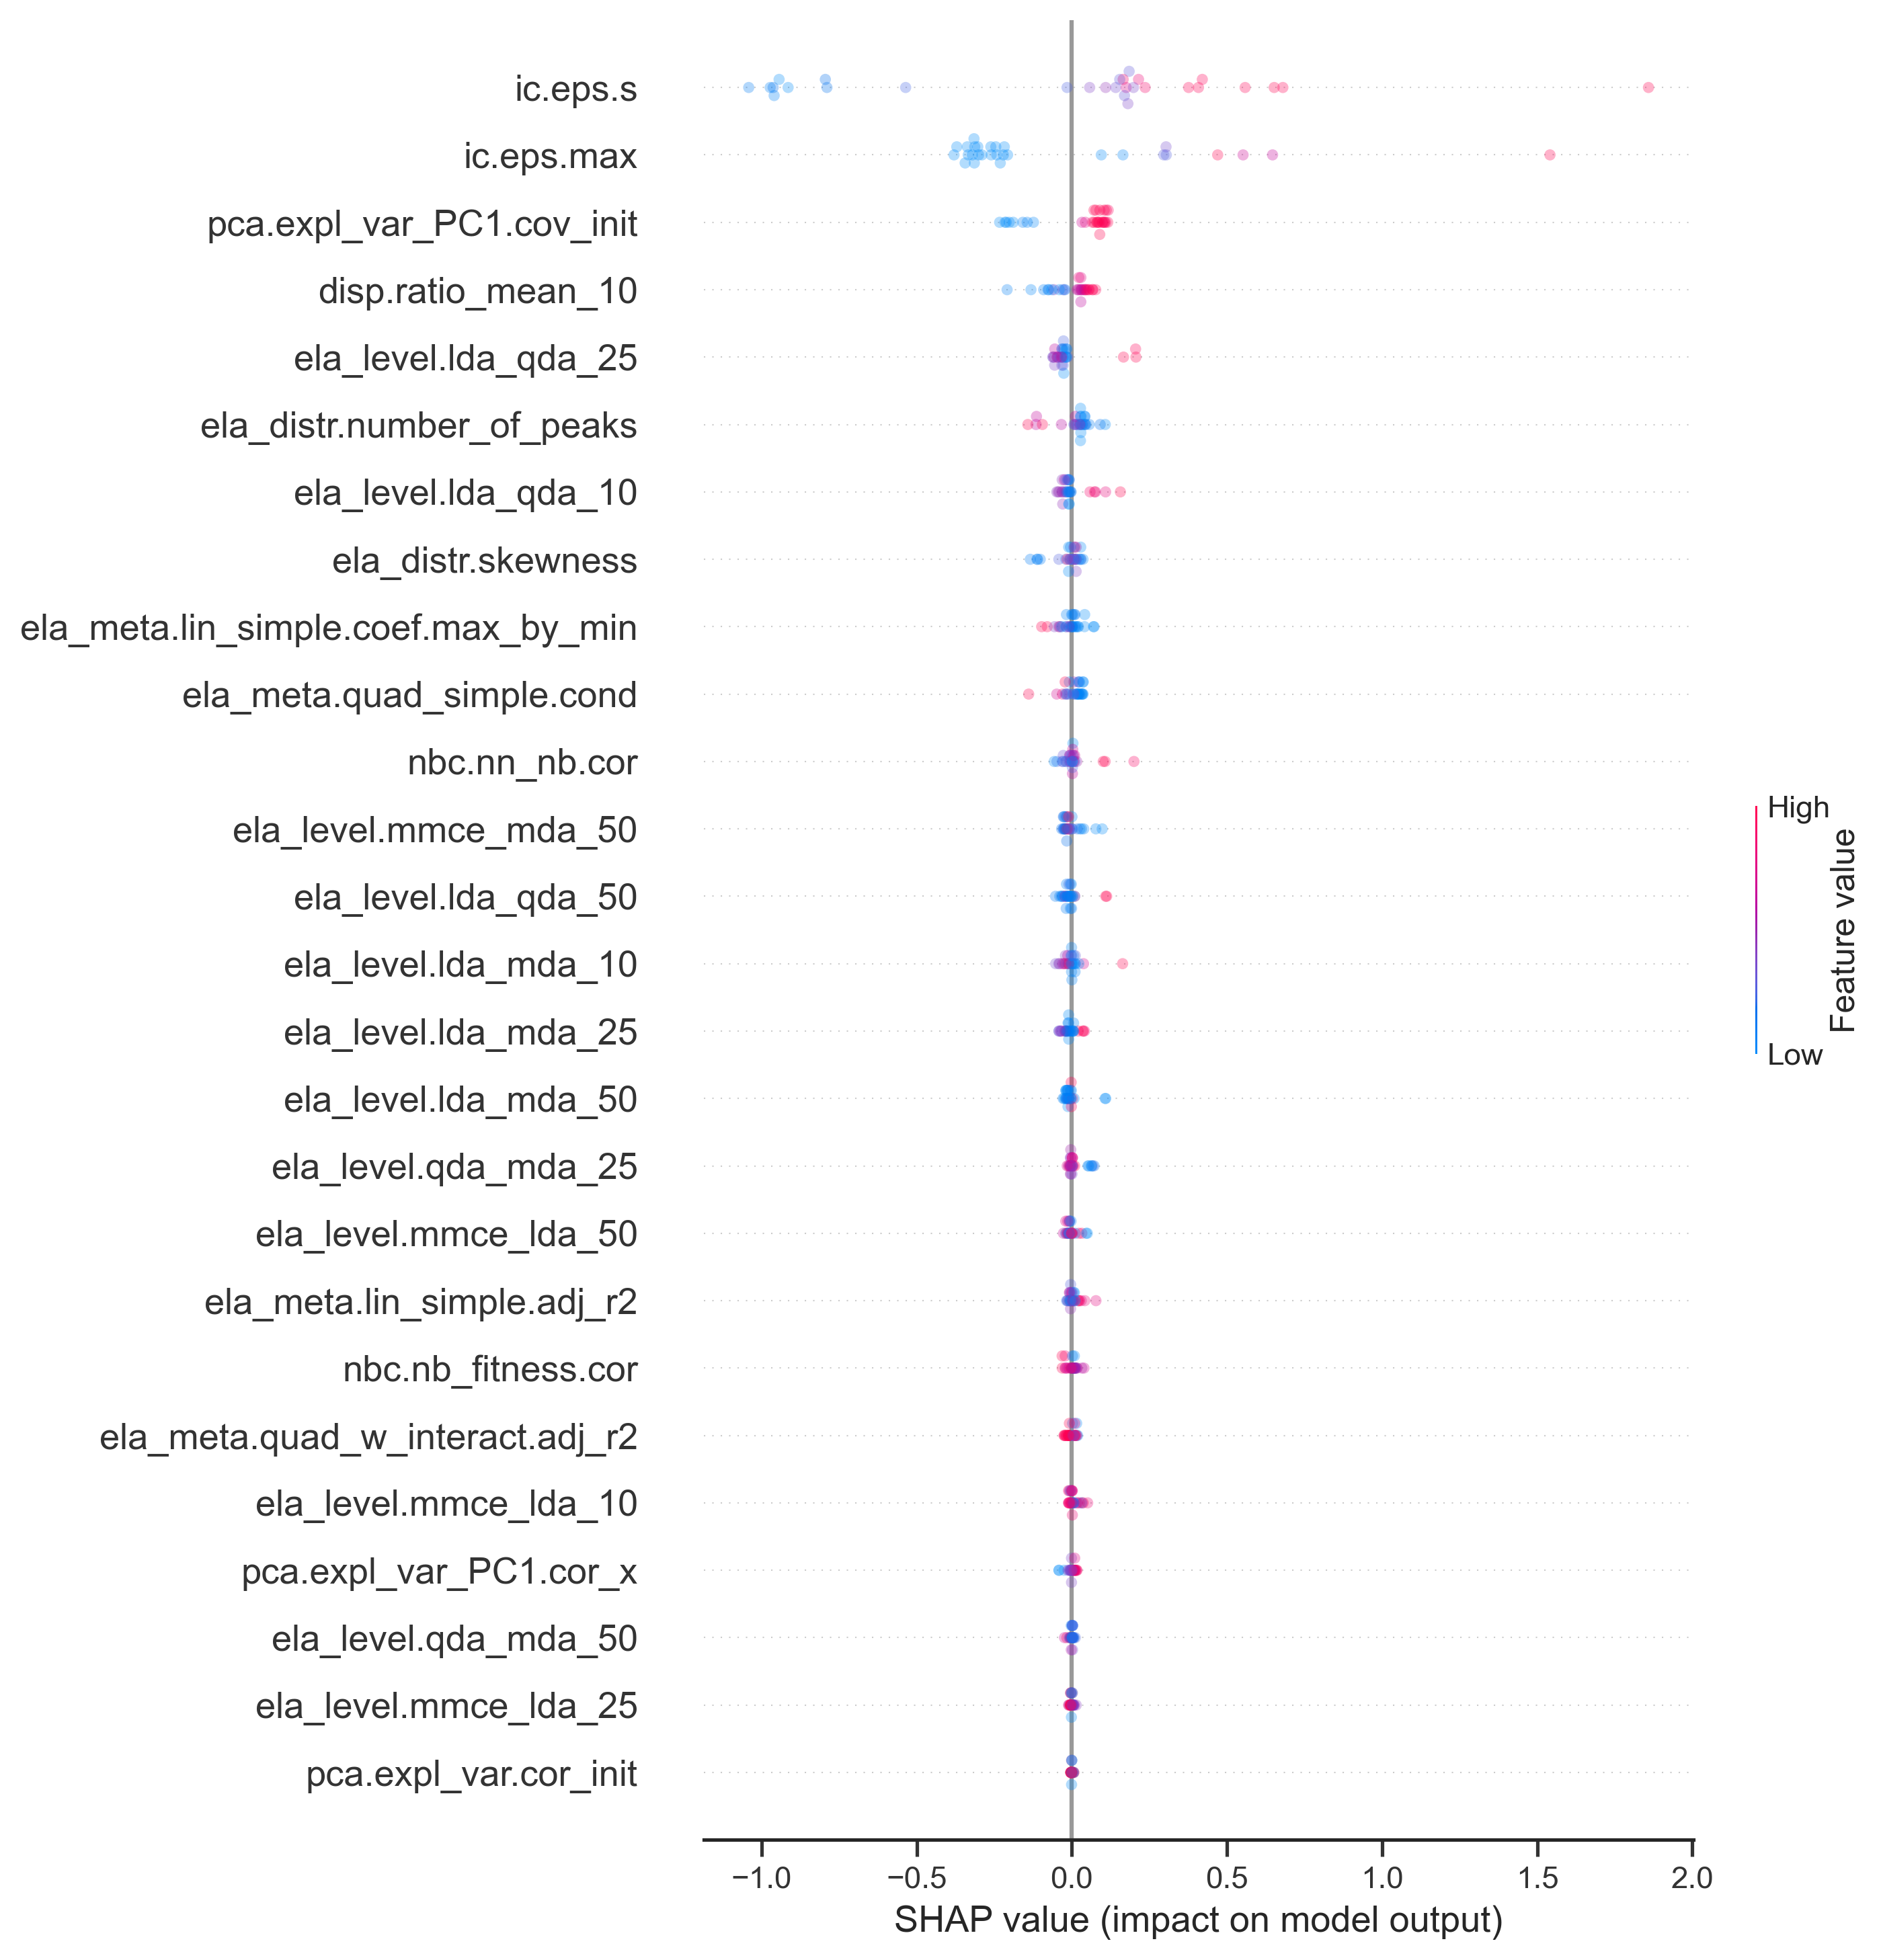 ic.eps.s
ic.eps.max
pca.expl_var_PC1.cov_init
disp.ratio_mean_10
ela_level.lda_qda_25
ela_distr.number_of_peaks
ela_level.lda_qda_10
ela_distr.skewness
ela_meta.lin_simple.coef.max_by_min
ela_meta.quad_simple.cond
nbc.nn_nb.cor
ela_level.mmce_mda_50
ela_level.lda_qda_50
ela_level.lda_mda_10
ela_level.lda_mda_25
ela_level.lda_mda_50
ela_level.qda_mda_25
ela_level.mmce_lda_50
ela_meta.lin_simple.adj_r2
nbc.nb_fitness.cor
ela_meta.quad_w_interact.adj_r2
ela_level.mmce_lda_10
pca.expl_var_PC1.cor_x
ela_level.qda_mda_50
ela_level.mmce_lda_25
pca.expl_var.cor_init
−1.0 −0.5 0.0 0.5 1.0 1.5 2.0
SHAP value (impact on model output)
High
Feature value
Low